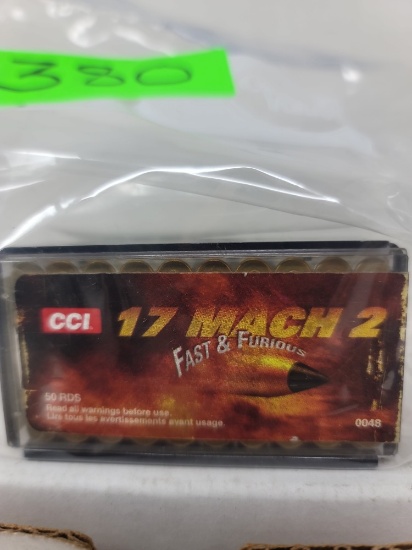 380
CCI.
17 MACH 2
FAST & FURIOUS
50 RDS
Read all warnings before use.
Lire tous les avertissements avant usage.
0048